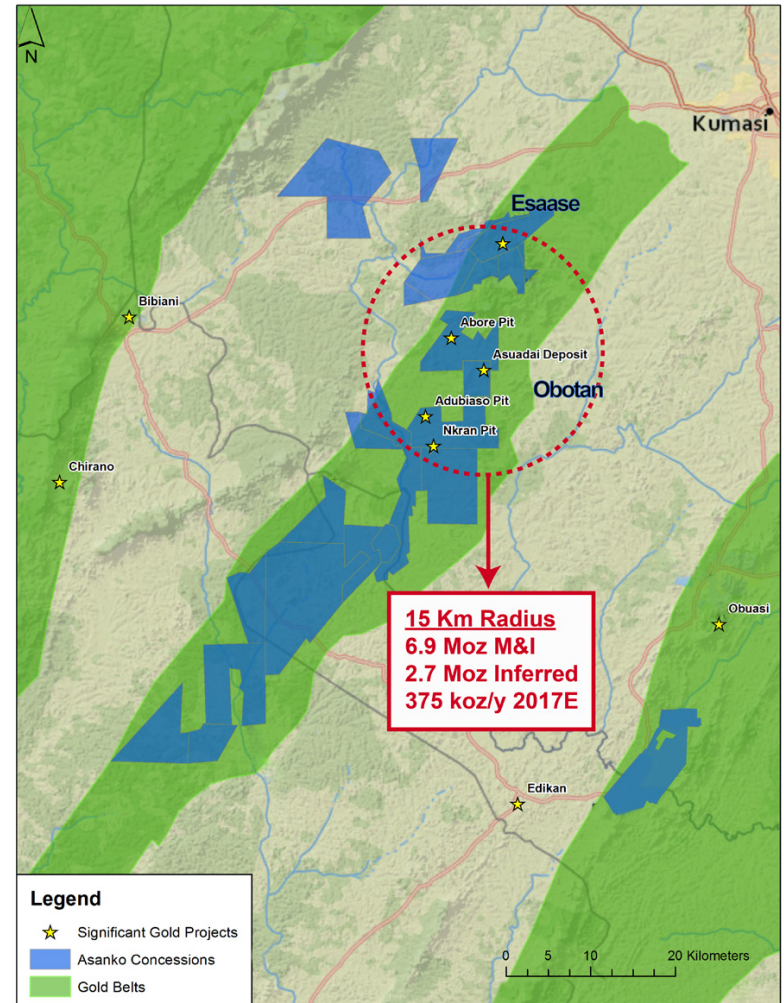 N
Kumasi
Esaase
Bibiani
Abore Pit
Asuadai Deposit
Obotan
Adubiaso Pit
Nkran Pit
Chirano
15 Km Radius
6.9 Moz M&I
2.7 Moz Inferred
375 koz/y 2017E
Obuasi
Edikan
Legend
Significant Gold Projects
Asanko Concessions
Gold Belts
0 5 10 20 Kilometers